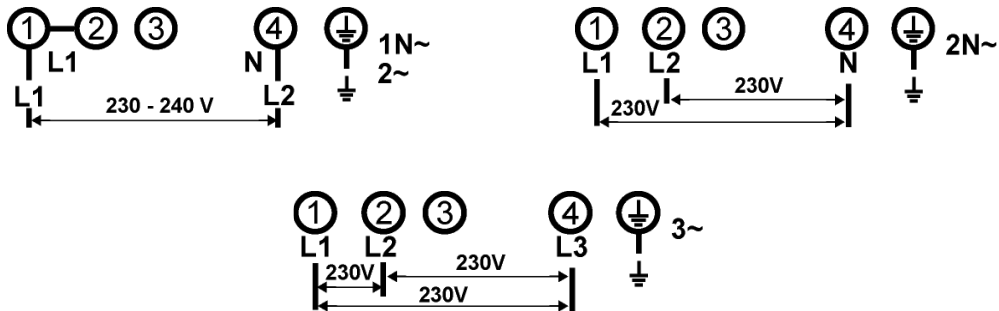 1 2 3 4 1N~
L1 N 2~
L1 L2
230 - 240 V
1 2 3 4 2N~
L1 L2 N
230V
230V
1 2 3 4 3~
L1 L2 L3
230V 230V
230V